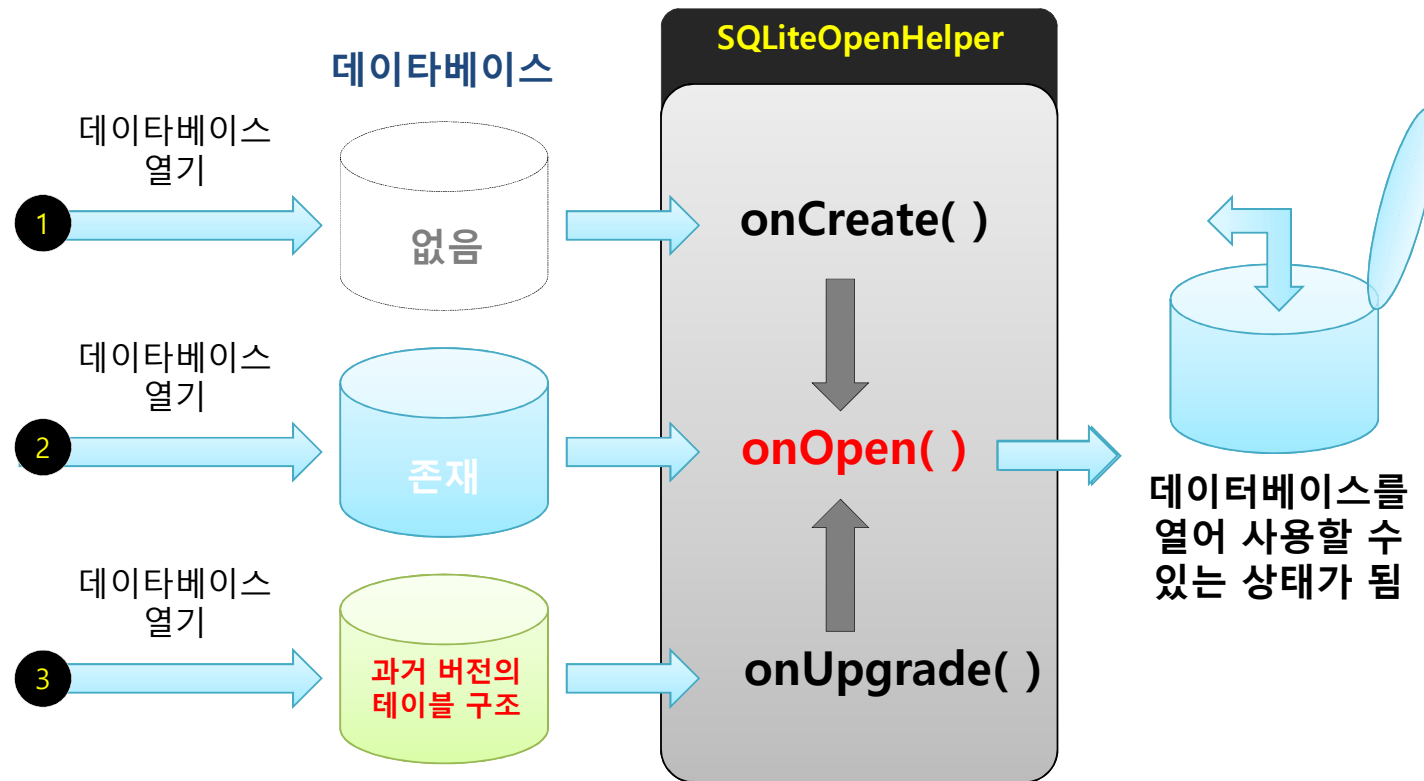 SQLiteOpenHelper
데이타베이스
데이타베이스
열기
1
없음
onCreate( )
데이타베이스
열기
2
존재
onOpen( )
데이터베이스를
열어 사용할 수
있는 상태가 됨
데이타베이스
열기
3
과거 버전의
테이블 구조
onUpgrade( )